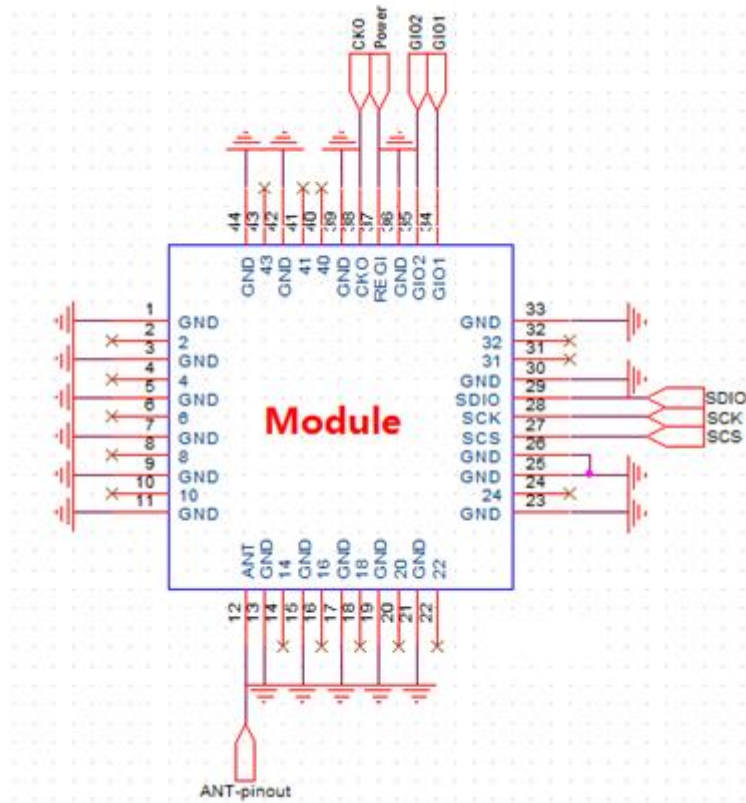 CKO Power GIO2 GIO1
44 43 42 41 40 39 38 37 36 35 34
GND 43 GND 41 40 GND CKO REGI GND GIO2 GIO1
1 GND
2 2
3 GND
4 4
5 GND
6 6
7 GND
8 8
9 GND
10 10
11 GND
Module
GND 33
32 32
31 31
GND 30
SDIO 29 SDIO
SCK 28 SCK
SCS 27 SCS
GND 26
GND 25
24 24
GND 23
ANT GND 14 GND 16 GND 18 GND 20 GND 22
12 13 14 15 16 17 18 19 20 21 22
ANT-pinout